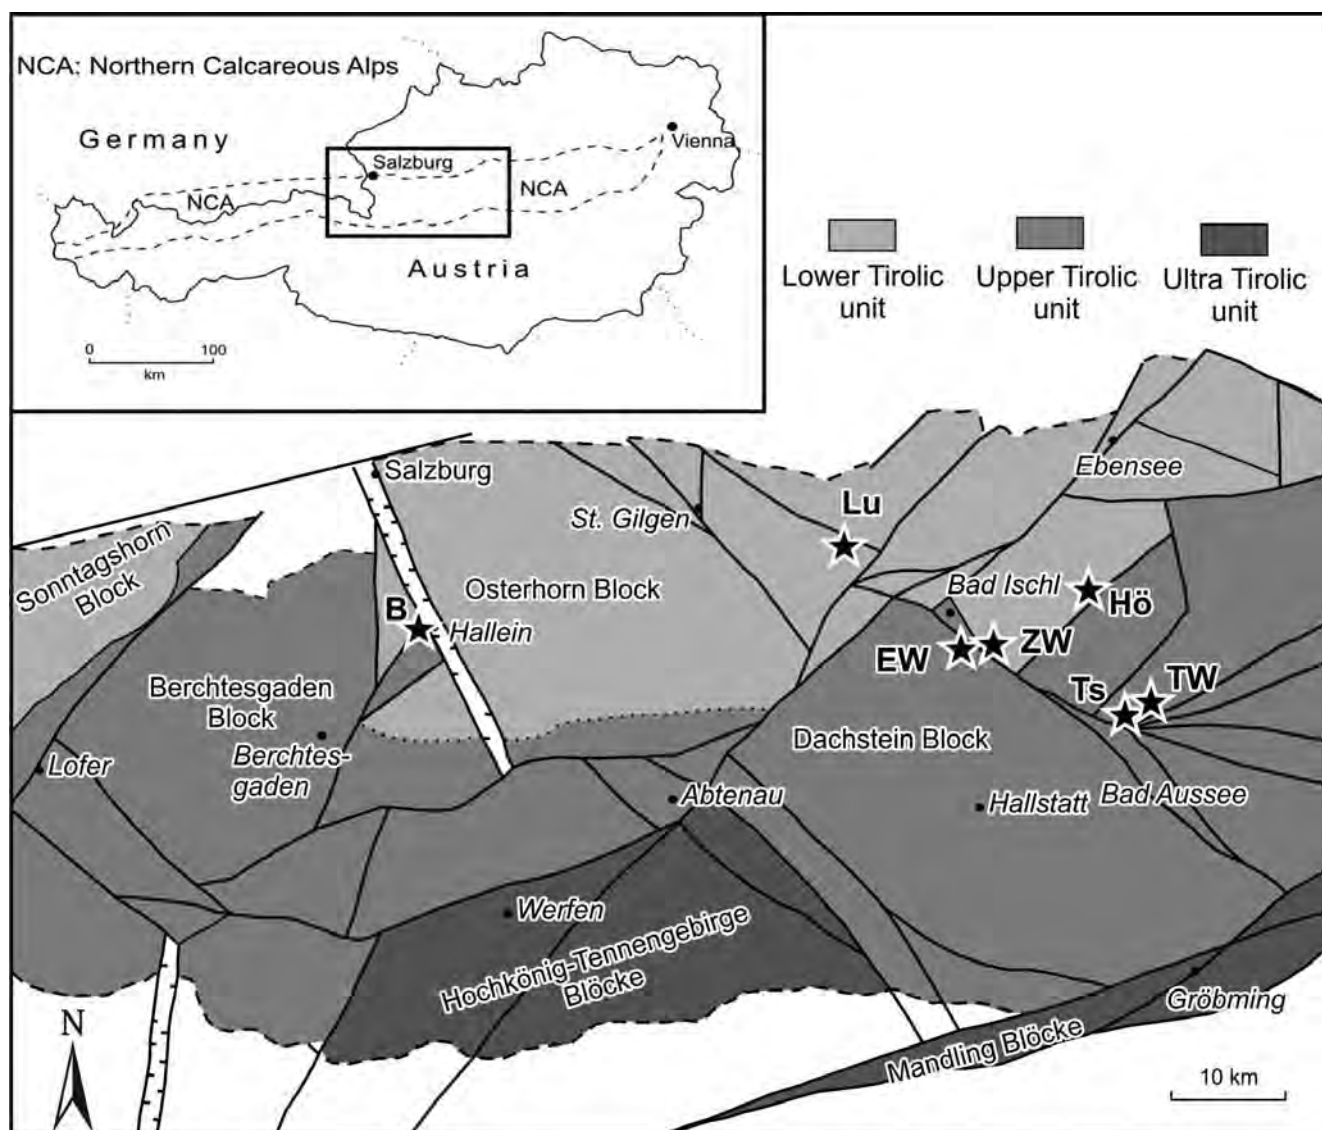 NCA: Northern Calcareous Alps
Germany
Vienna
Salzburg
NCA
NCA
Austria
0 100
km
Lower Tirolic
unit
Upper Tirolic
unit
Ultra Tirolic
unit
Salzburg
Ebensee
St. Gilgen
Lu
Sonntagshorn
Block
Osterhorn Block
Bad Ischl
Hö
B
Hallein
EW
ZW
Berchtesgaden
Block
Ts
TW
Dachstein Block
Lofer
Berchtes-
gaden
Abtenau
Hallstatt
Bad Aussee
Werfen
Hochkönig-Tennengebirge
Blöcke
Gröbming
Mandling Blöcke
N
10 km